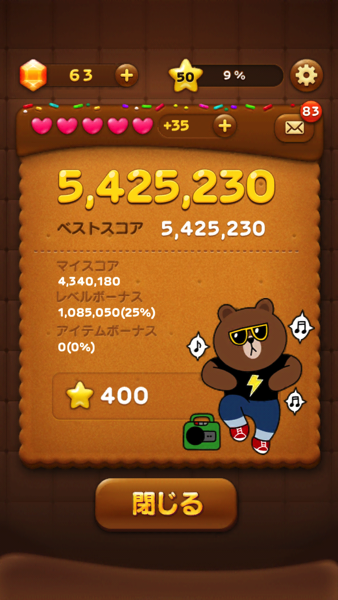 63 +
50 9%
83
+35 +
5,425,230
ベストスコア 5,425,230
マイスコア
4,340,180
レベルボーナス
1,085,050(25%)
アイテムボーナス
0(0%)
400
閉じる